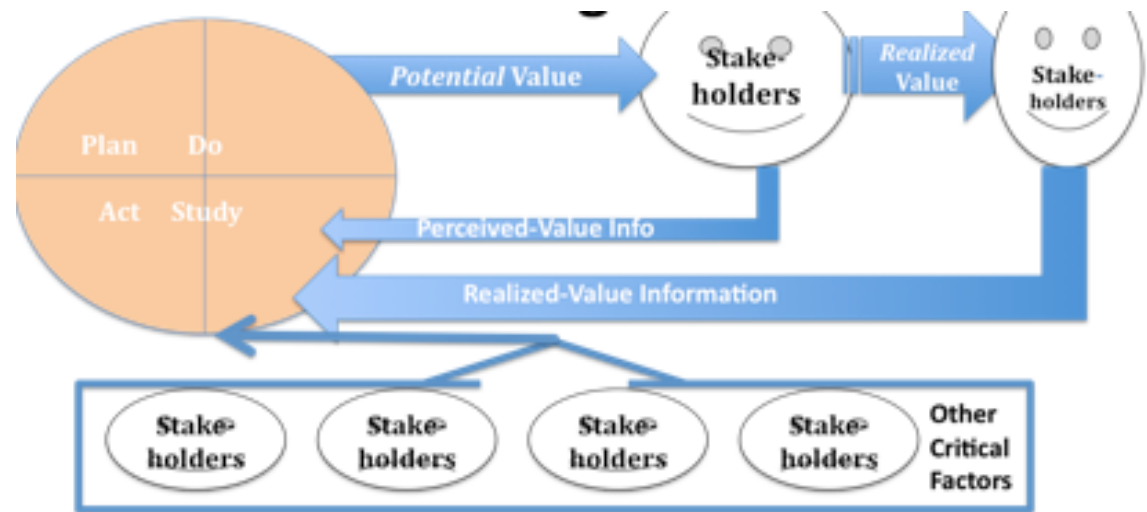 Potential Value
Stake-
holders
Realized
Value
Stake-
holders
Plan Do
Act Study
Perceived-Value Info
Realized-Value Information
Stake-
holders
Stake-
holders
Stake-
holders
Stake-
holders
Other
Critical
Factors